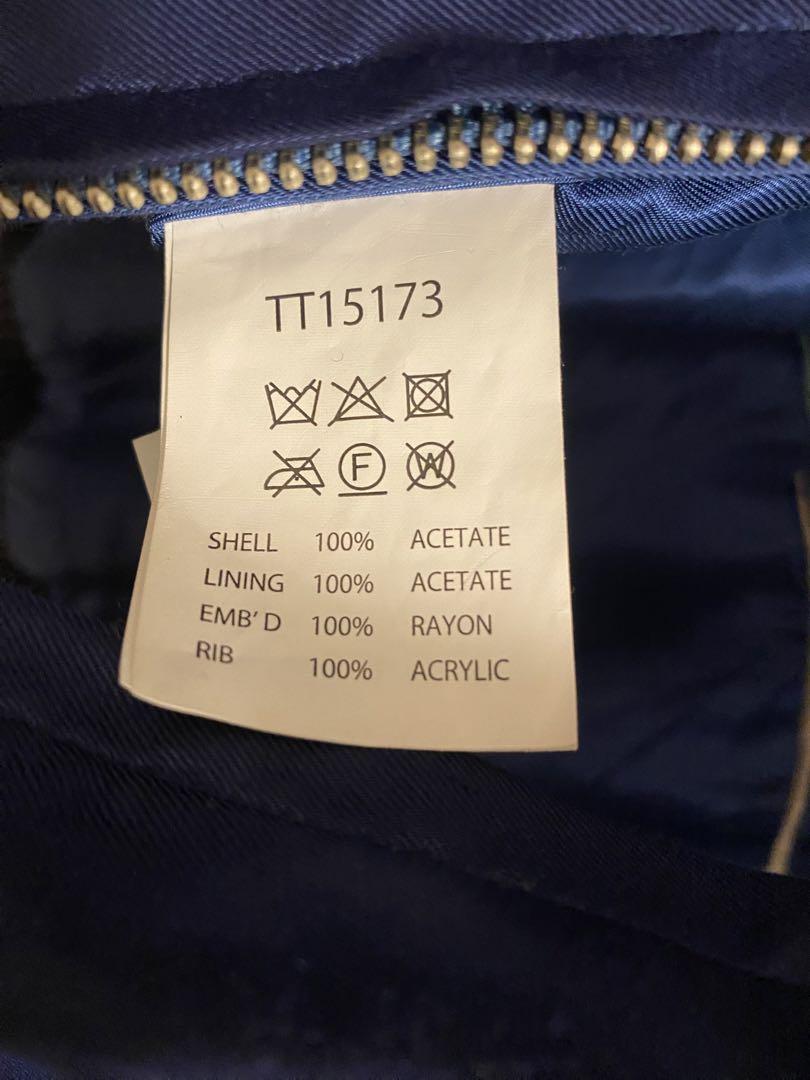 TT15173
F W
SHELL 100% ACETATE
LINING 100% ACETATE
EMB'D 100% RAYON
RIB 100% ACRYLIC